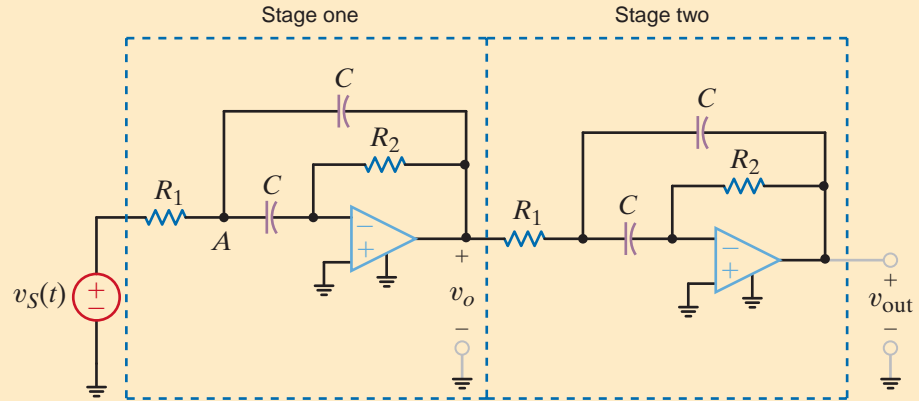 Stage one
Stage two
C
C
R₂
R₂
R₁
C
R₁
C
A
−
+
−
+
vS(t)
+
−
+
vo
−
+
vout
−